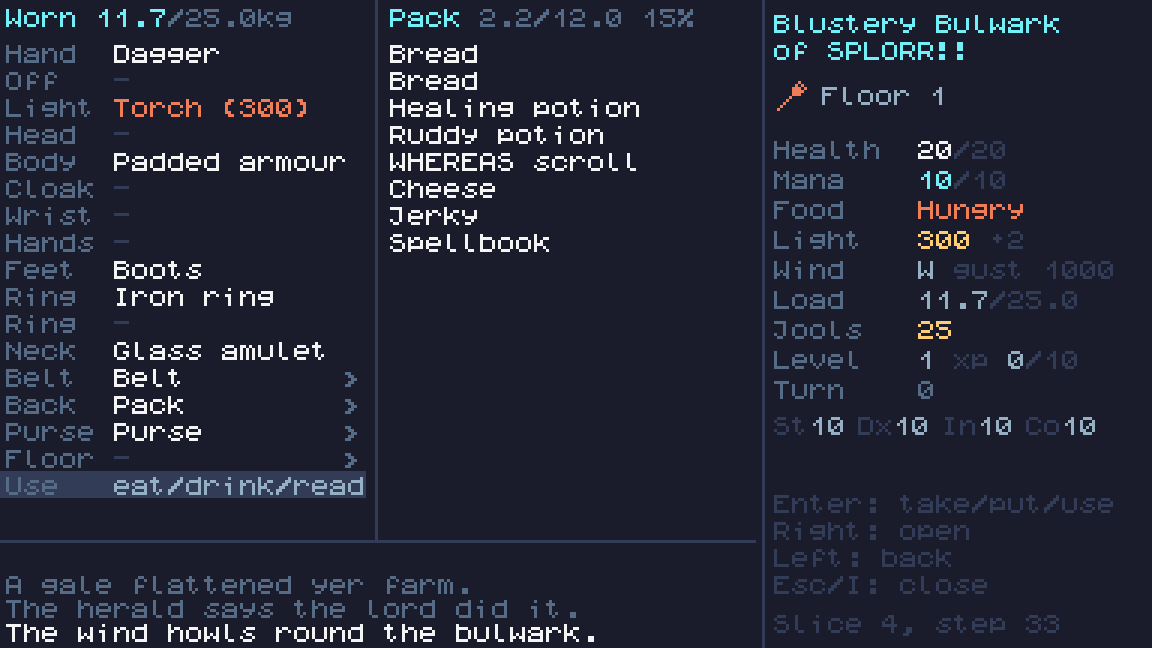 Worn 11.7/25.0kg
Hand Dagger
Off –
Light Torch (300)
Head –
Body Padded armour
Cloak –
Wrist –
Hands –
Feet Boots
Ring Iron ring
Ring –
Neck Glass amulet
Belt Belt >
Back Pack >
Purse Purse >
Floor – >
Use eat/drink/read
Pack 2.2/12.0 15%
Bread
Bread
Healing potion
Ruddy potion
WHEREAS scroll
Cheese
Jerky
Spellbook
A gale flattened yer farm.
The herald says the lord did it.
The wind howls round the bulwark.
Blustery Bulwark
of SPLORR!!
Floor 1
Health 20/20
Mana 10/10
Food Hungry
Light 300 +2
Wind W gust 1000
Load 11.7/25.0
Jools 25
Level 1 xp 0/10
Turn 0
St10 Dx10 In10 Co10
Enter: take/put/use
Right: open
Left: back
Esc/I: close
Slice 4, step 33